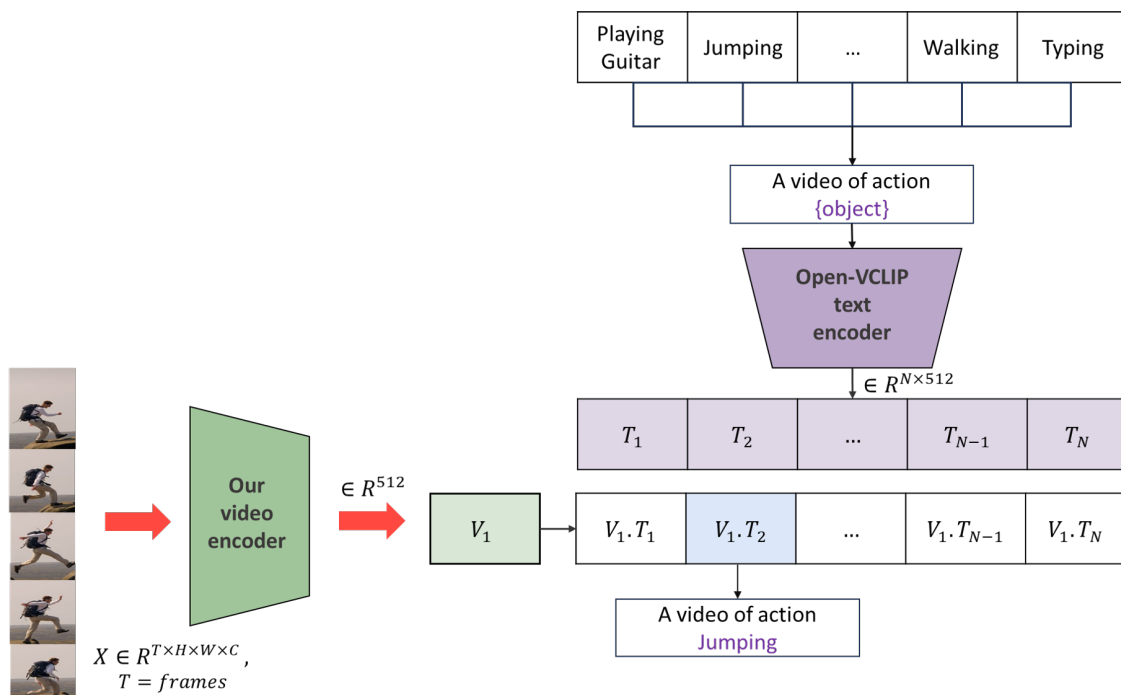 Playing
Guitar
Jumping
...
Walking
Typing
A video of action
{object}
Open-VCLIP
text
encoder
∈ R^{N×512}
T_1
T_2
...
T_{N−1}
T_N
Our
video
encoder
∈ R^{512}
V_1
V_1.T_1
V_1.T_2
...
V_1.T_{N−1}
V_1.T_N
A video of action
Jumping
X ∈ R^{T×H×W×C} ,
T = frames